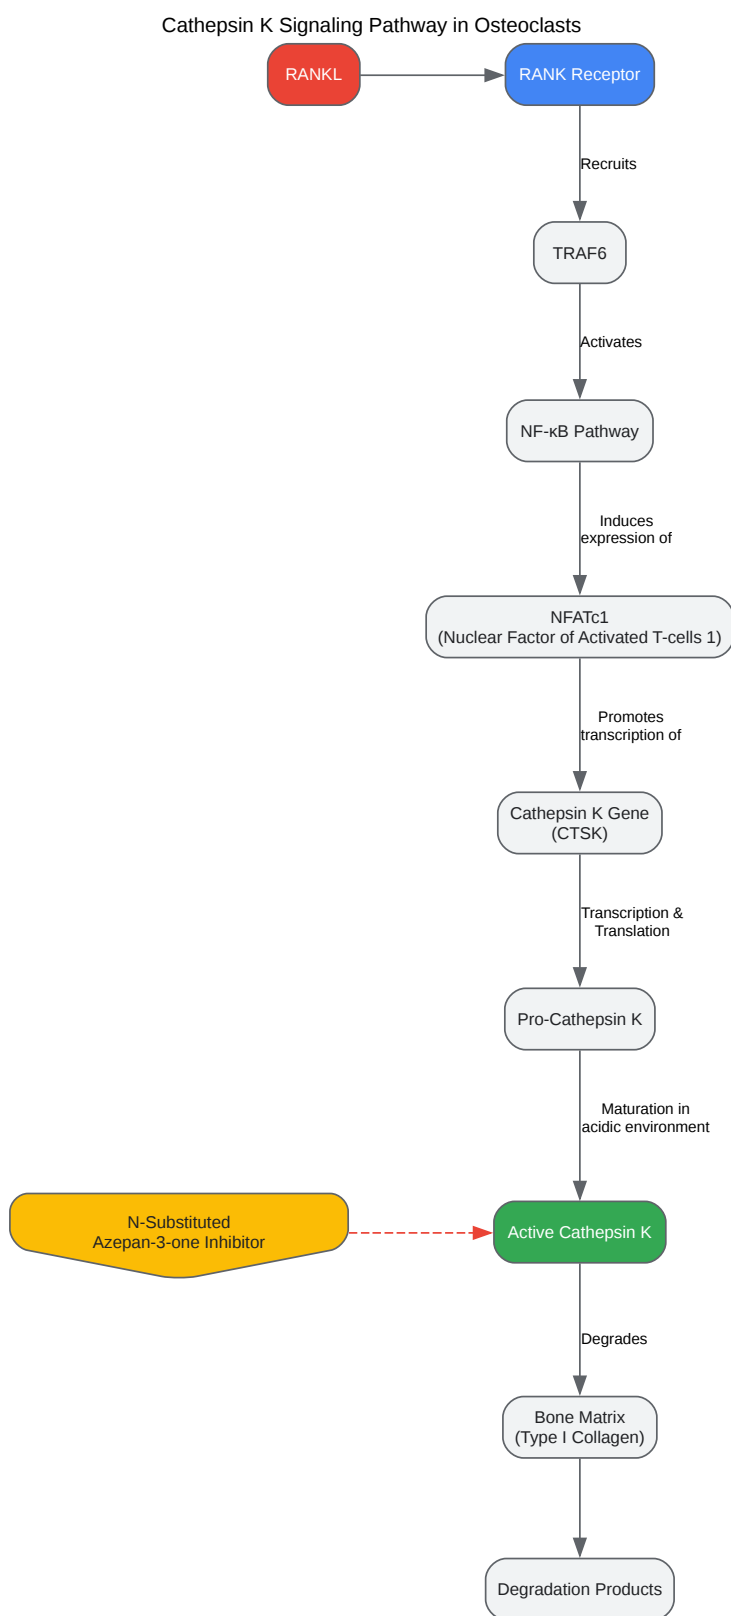 Cathepsin K Signaling Pathway in Osteoclasts
RANKL
RANK Receptor
Recruits
TRAF6
Activates
NF-κB Pathway
Induces
expression of
NFATc1
(Nuclear Factor of Activated T-cells 1)
Promotes
transcription of
Cathepsin K Gene
(CTSK)
Transcription &
Translation
Pro-Cathepsin K
Maturation in
acidic environment
N-Substituted
Azepan-3-one Inhibitor
Active Cathepsin K
Degrades
Bone Matrix
(Type I Collagen)
Degradation Products